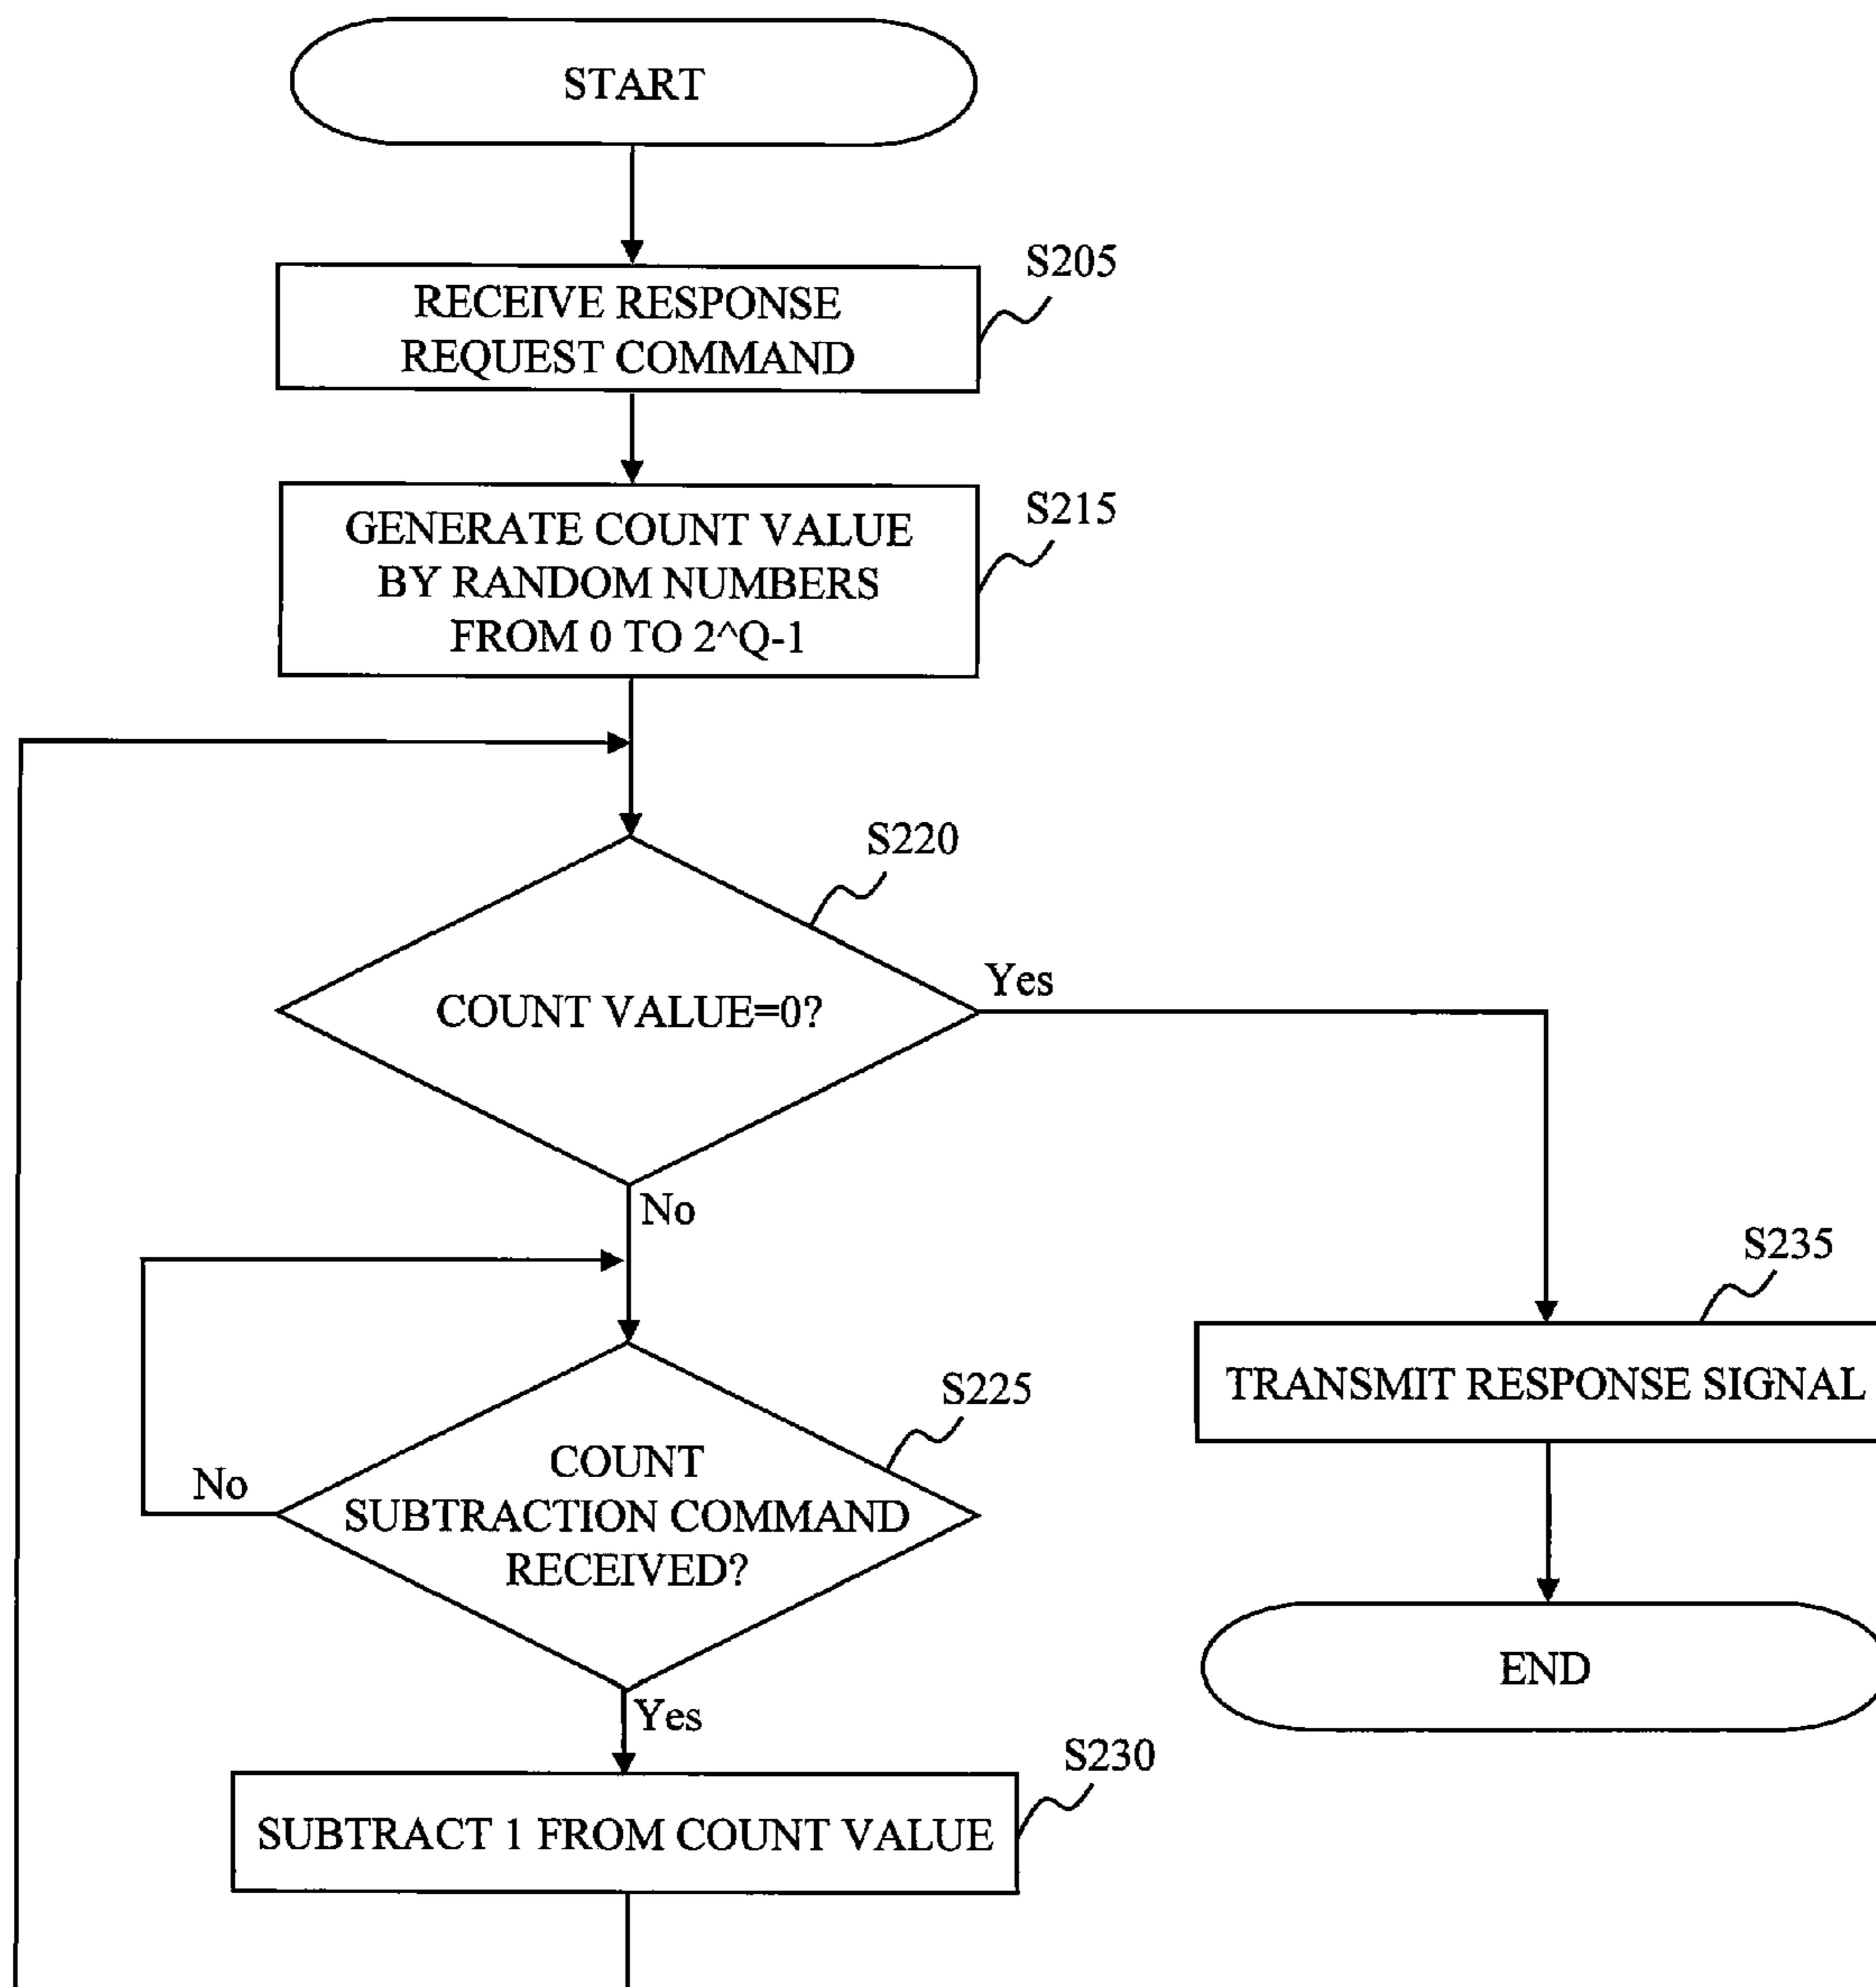 START
S205
RECEIVE RESPONSE
REQUEST COMMAND
S215
GENERATE COUNT VALUE
BY RANDOM NUMBERS
FROM 0 TO 2^Q-1
S220
COUNT VALUE=0?
Yes
No
S235
TRANSMIT RESPONSE SIGNAL
S225
COUNT
SUBTRACTION COMMAND
RECEIVED?
No
END
Yes
S230
SUBTRACT 1 FROM COUNT VALUE